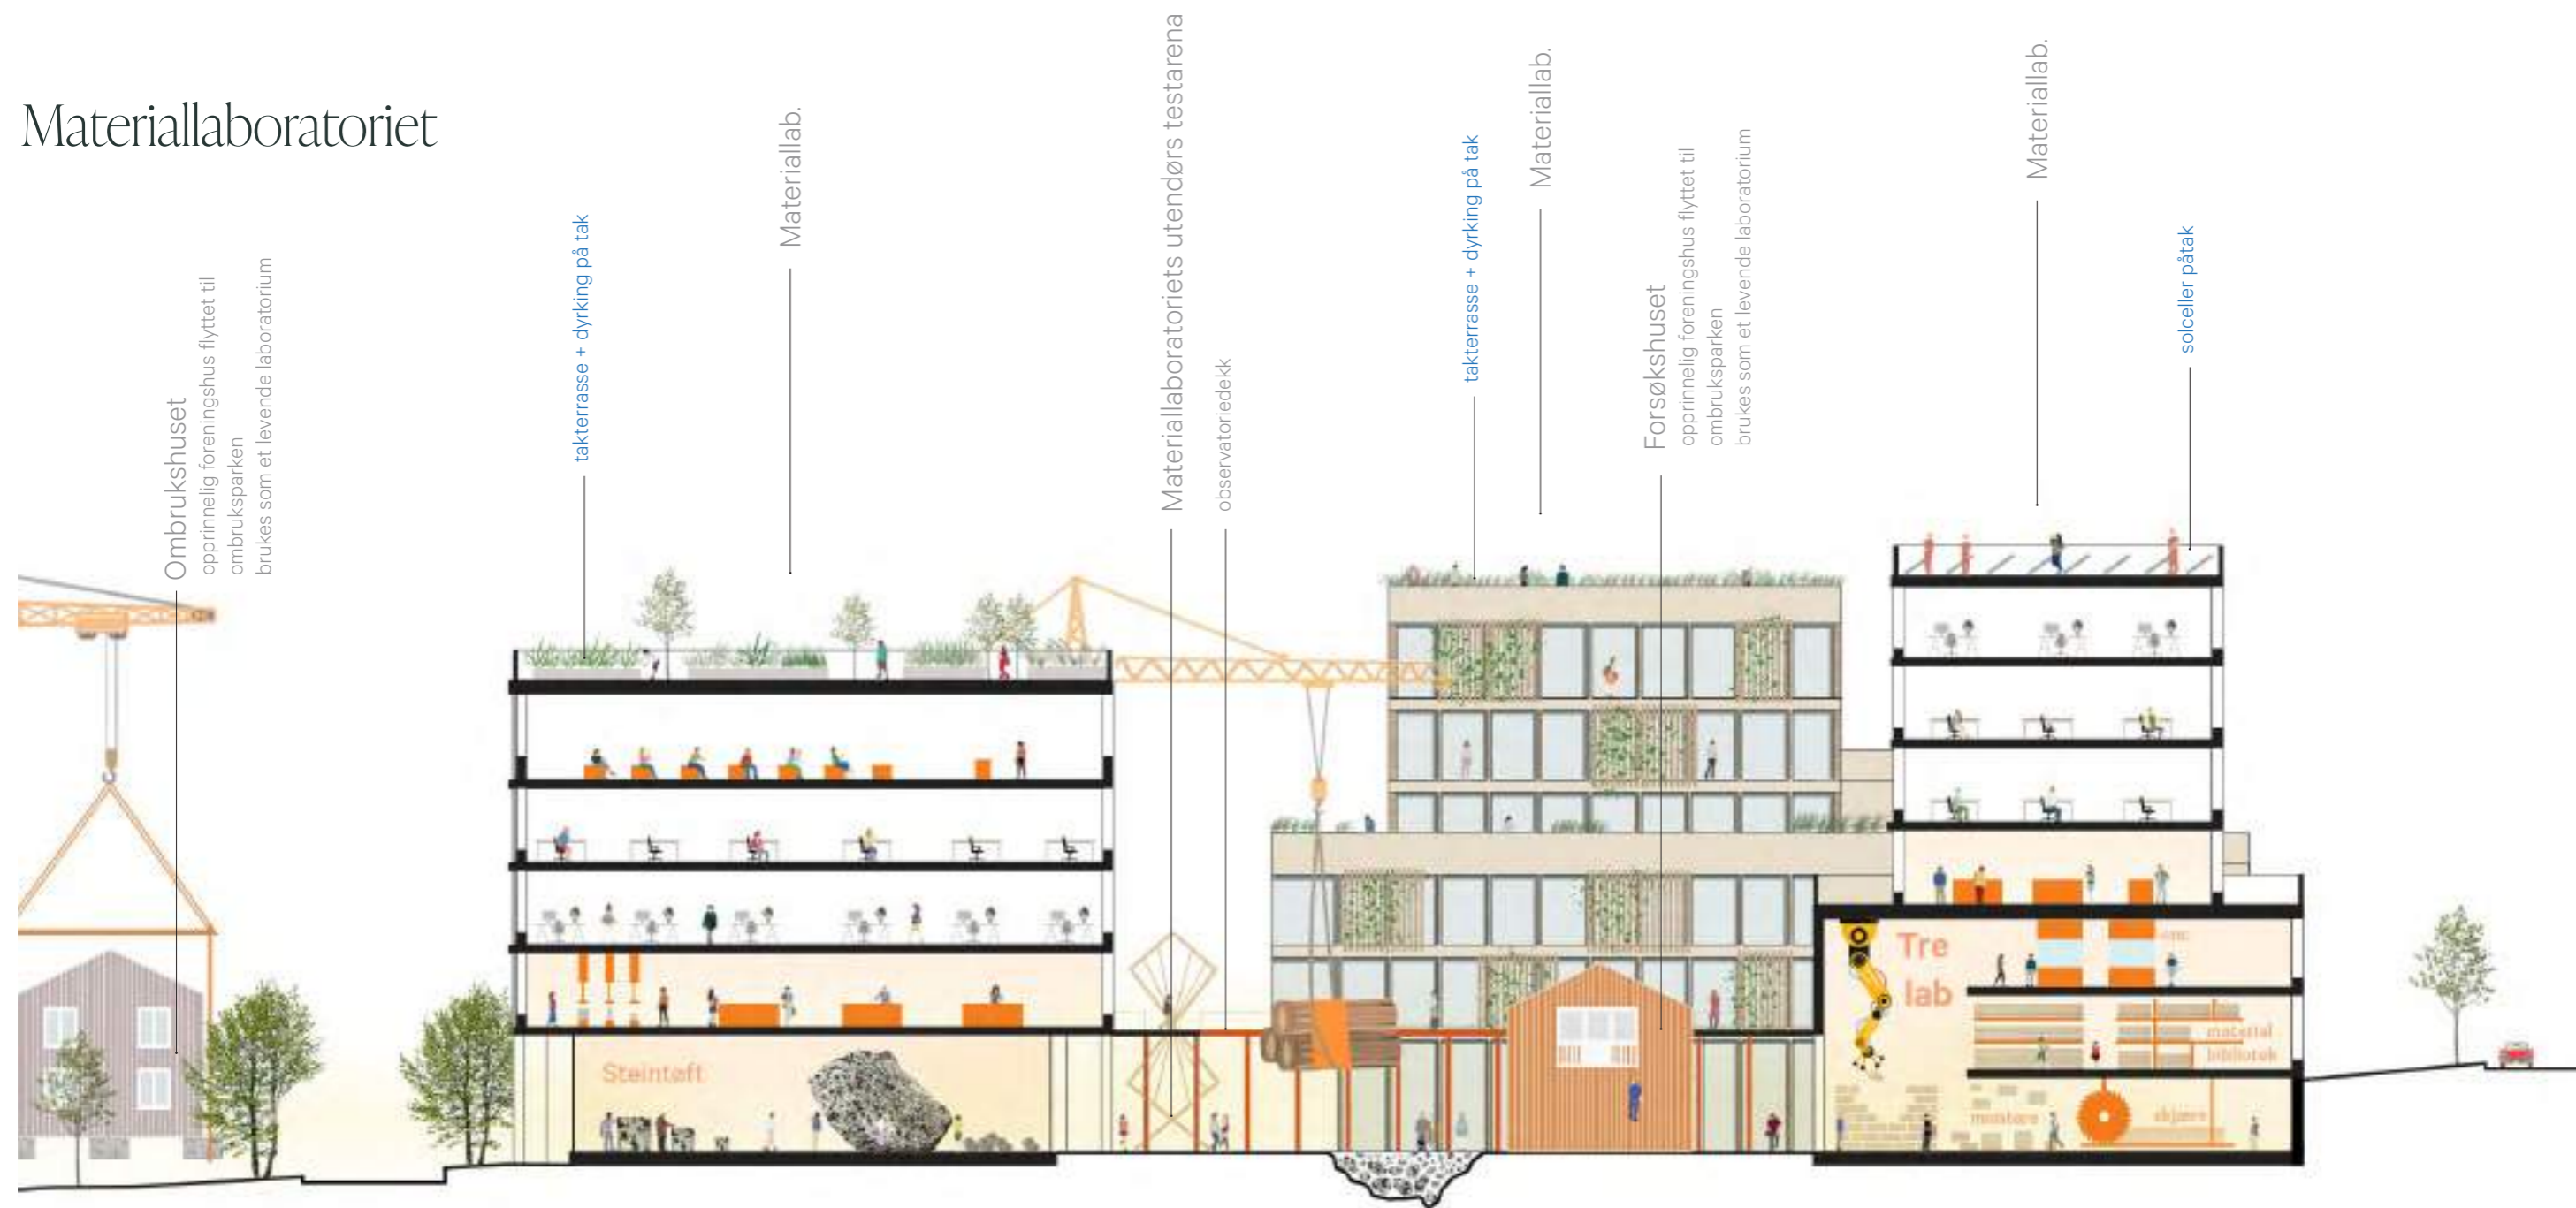 Materiallaboratoriet
Ombrukshuset
opprinnelig foreningshus flyttet til
ombruksparken
brukes som et levende laboratorium
takterrasse + dyrking på tak
Materiallab.
Materiallaboratoriets utendørs testarena
observatoriedekk
takterrasse + dyrking på tak
Materiallab.
Forsøkshuset
opprinnelig foreningshus flyttet til
ombruksparken
brukes som et levende laboratorium
Materiallab.
solceller påtak
Steintøft
Tre
lab
cnc
material
bibliotek
montere
skjære